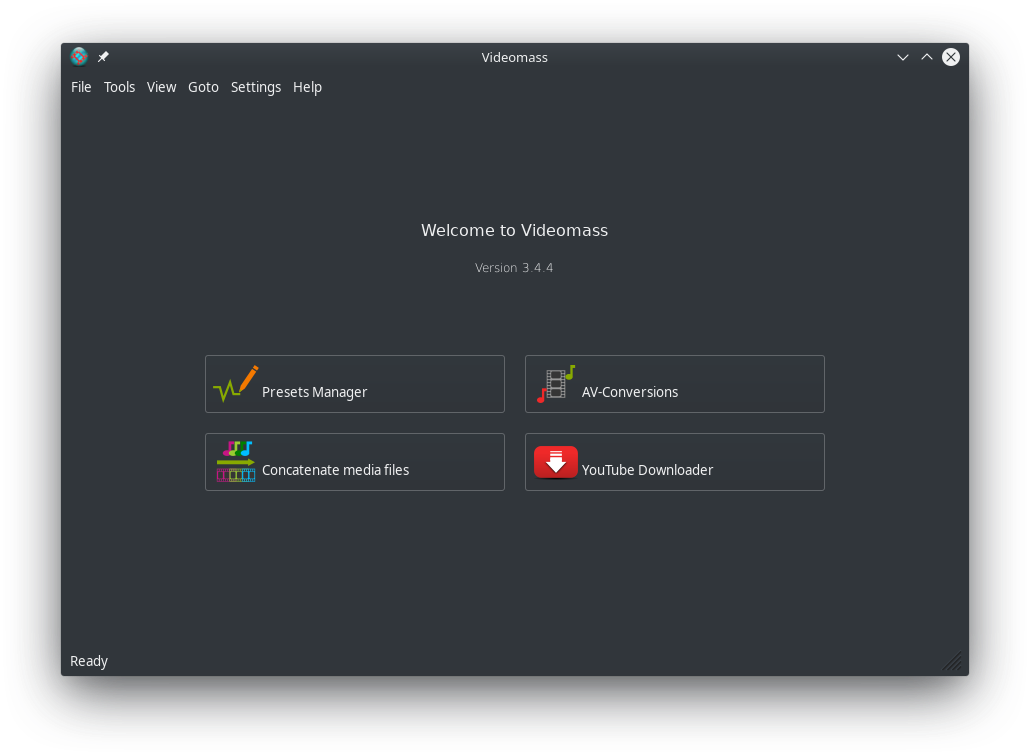 Videomass
File Tools View Goto Settings Help
Welcome to Videomass
Version 3.4.4
Presets Manager
AV-Conversions
Concatenate media files
YouTube Downloader
Ready